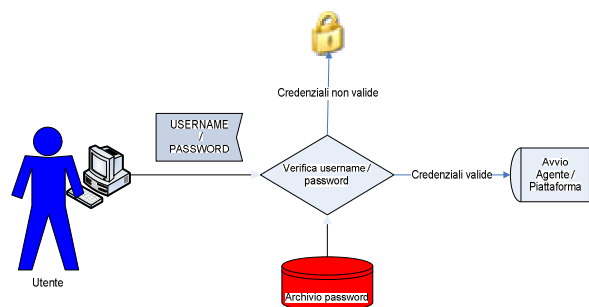 Credenziali non valide
USERNAME
/
PASSWORD
Verifica username /
password
Credenziali valide
Avvio
Agente /
Piattaforma
Utente
Archivio password